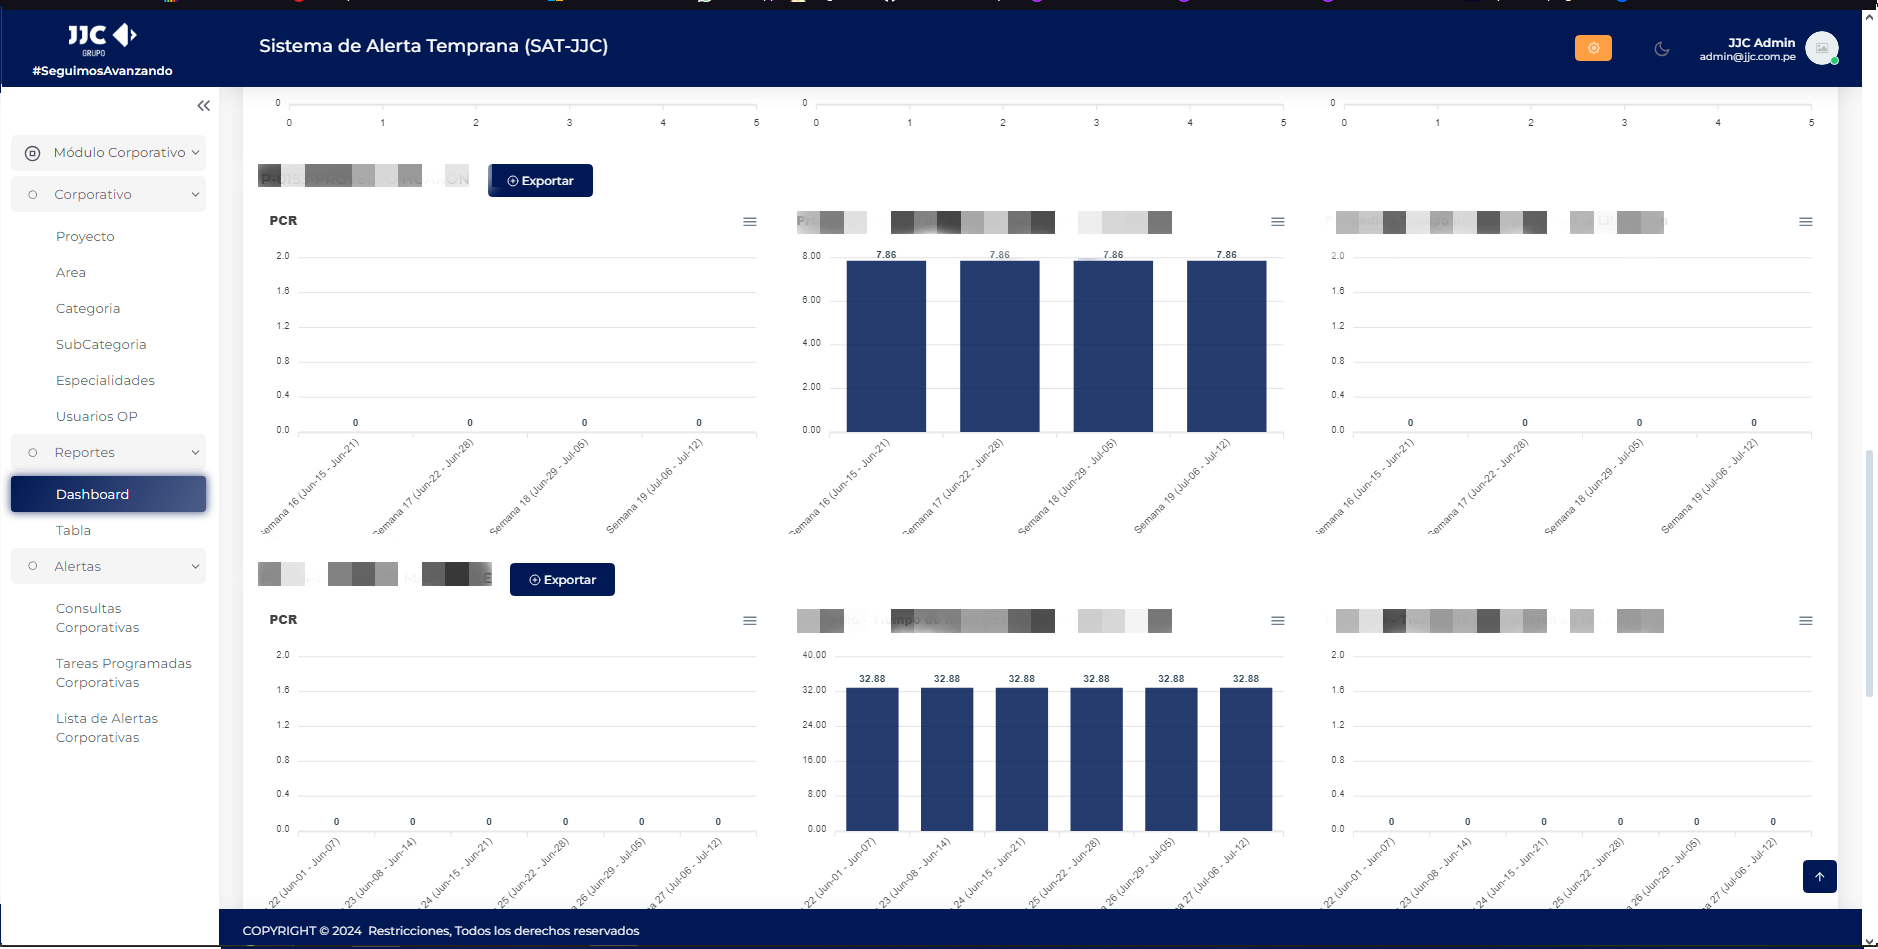 JJC
GRUPO
#SeguimosAvanzando
Sistema de Alerta Temprana (SAT-JJC)
JJC Admin
admin@jjc.com.pe
Módulo Corporativo
Corporativo
Proyecto
Area
Categoria
SubCategoria
Especialidades
Usuarios OP
Reportes
Dashboard
Tabla
Alertas
Consultas
Corporativas
Tareas Programadas
Corporativas
Lista de Alertas
Corporativas
0
0 1 2 3 4 5
0
0 1 2 3 4 5
0
0 1 2 3 4 5
Exportar
PCR
2.0
1.6
1.2
0.8
0.4
0.0
0 0 0 0
Semana 16 (Jun-15 - Jun-21)
Semana 17 (Jun-22 - Jun-28)
Semana 18 (Jun-29 - Jul-05)
Semana 19 (Jul-06 - Jul-12)
8.00
6.00
4.00
2.00
0.00
7.86 7.86 7.86 7.86
Semana 16 (Jun-15 - Jun-21)
Semana 17 (Jun-22 - Jun-28)
Semana 18 (Jun-29 - Jul-05)
Semana 19 (Jul-06 - Jul-12)
2.0
1.6
1.2
0.8
0.4
0.0
0 0 0 0
Semana 16 (Jun-15 - Jun-21)
Semana 17 (Jun-22 - Jun-28)
Semana 18 (Jun-29 - Jul-05)
Semana 19 (Jul-06 - Jul-12)
Exportar
PCR
2.0
1.6
1.2
0.8
0.4
0.0
0 0 0 0 0 0
22 (Jun-01 - Jun-07)
23 (Jun-08 - Jun-14)
24 (Jun-15 - Jun-21)
25 (Jun-22 - Jun-28)
26 (Jun-29 - Jul-05)
27 (Jul-06 - Jul-12)
40.00
32.00
24.00
16.00
8.00
0.00
32.88 32.88 32.88 32.88 32.88 32.88
22 (Jun-01 - Jun-07)
23 (Jun-08 - Jun-14)
24 (Jun-15 - Jun-21)
25 (Jun-22 - Jun-28)
26 (Jun-29 - Jul-05)
27 (Jul-06 - Jul-12)
2.0
1.6
1.2
0.8
0.4
0.0
0 0 0 0 0 0
22 (Jun-01 - Jun-07)
23 (Jun-08 - Jun-14)
24 (Jun-15 - Jun-21)
25 (Jun-22 - Jun-28)
26 (Jun-29 - Jul-05)
27 (Jul-06 - Jul-12)
COPYRIGHT © 2024 Restricciones, Todos los derechos reservados